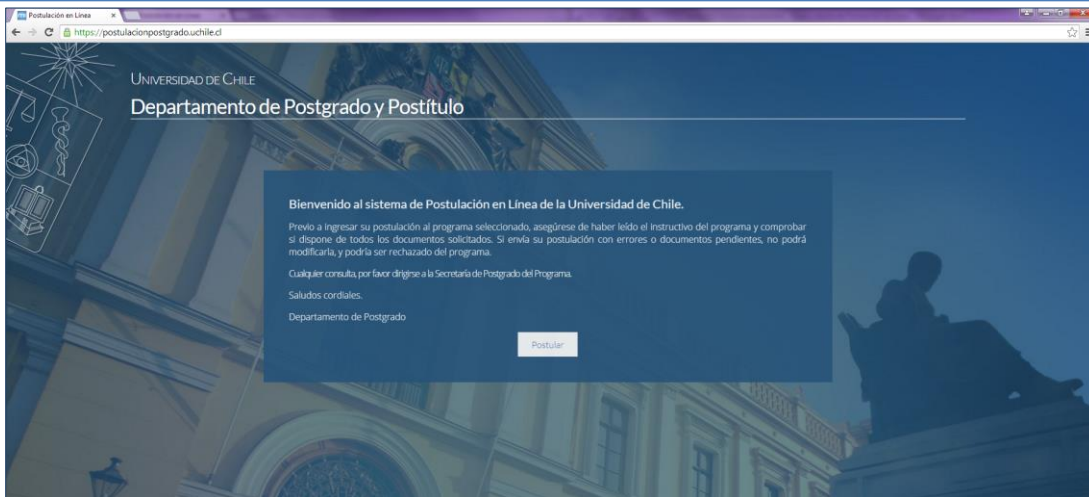 Postulación en Línea
https://postulacionpostgrado.uchile.cl
UNIVERSIDAD DE CHILE
Departamento de Postgrado y Postítulo
Bienvenido al sistema de Postulación en Línea de la Universidad de Chile.
Previo a ingresar su postulación al programa seleccionado, asegúrese de haber leído el Instructivo del programa y comprobar
si dispone de todos los documentos solicitados. Si envía su postulación con errores o documentos pendientes, no podrá
modificarla, y podría ser rechazado del programa.
Cualquier consulta, por favor dirigirse a la Secretaría de Postgrado del Programa.
Saludos cordiales.
Departamento de Postgrado
Postular